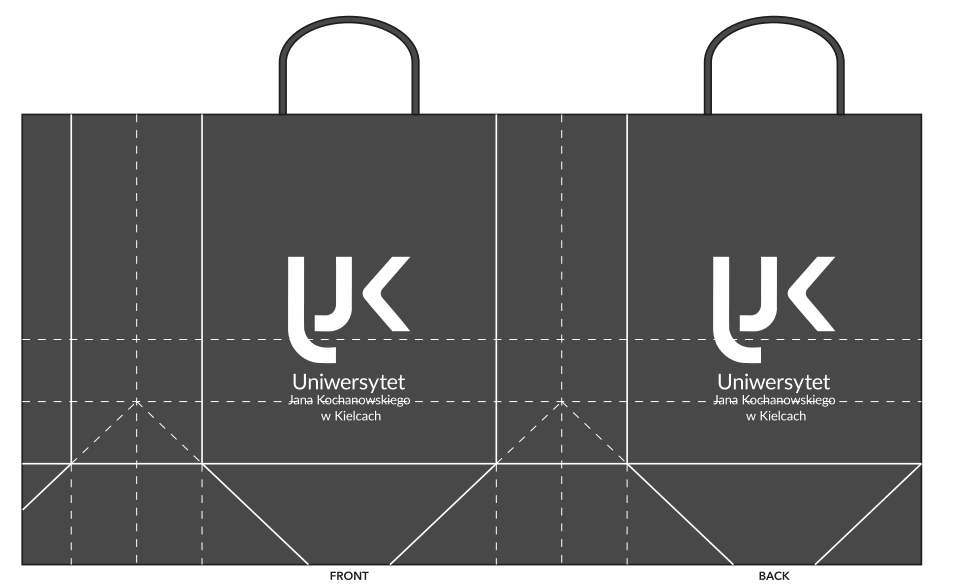 UJK
Uniwersytet
Jana Kochanowskiego
w Kielcach
UJK
Uniwersytet
Jana Kochanowskiego
w Kielcach
FRONT
BACK